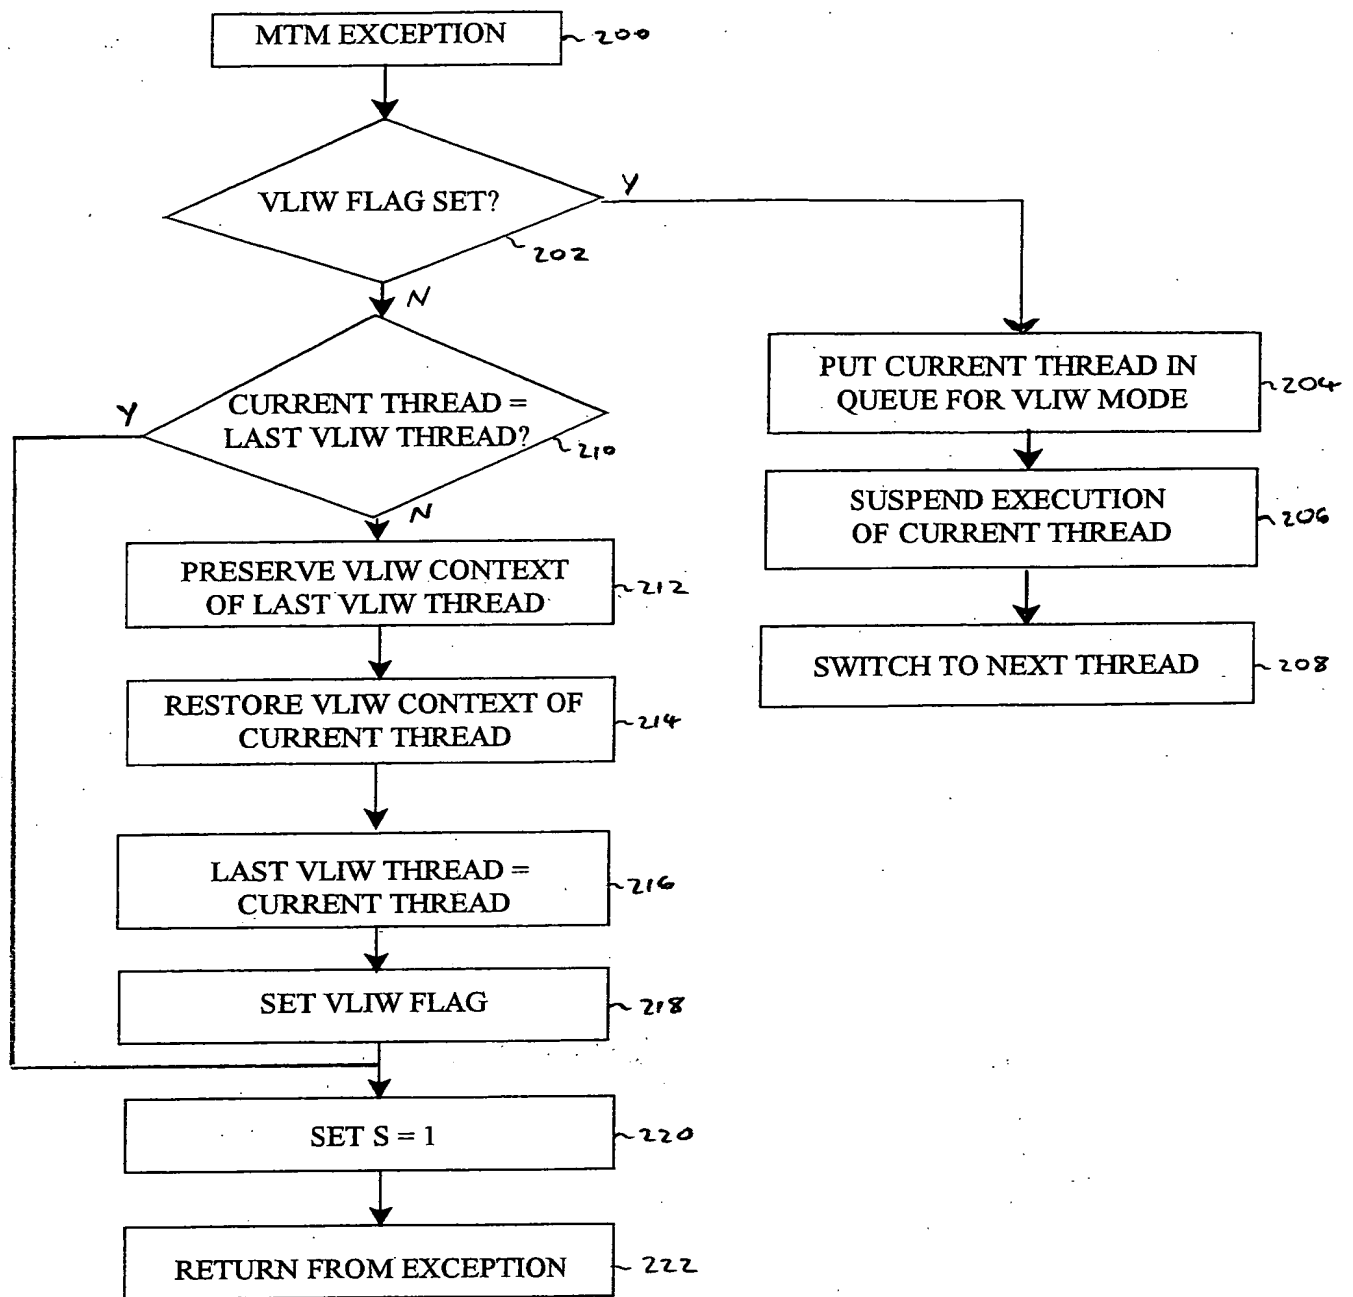 MTM EXCEPTION
~200
VLIW FLAG SET?
Y
202
N
PUT CURRENT THREAD IN
QUEUE FOR VLIW MODE
~204
Y
CURRENT THREAD =
LAST VLIW THREAD?
210
N
SUSPEND EXECUTION
OF CURRENT THREAD
~206
PRESERVE VLIW CONTEXT
OF LAST VLIW THREAD
~212
SWITCH TO NEXT THREAD
~208
RESTORE VLIW CONTEXT OF
CURRENT THREAD
~214
LAST VLIW THREAD =
CURRENT THREAD
~216
SET VLIW FLAG
~218
SET S = 1
~220
RETURN FROM EXCEPTION
~222